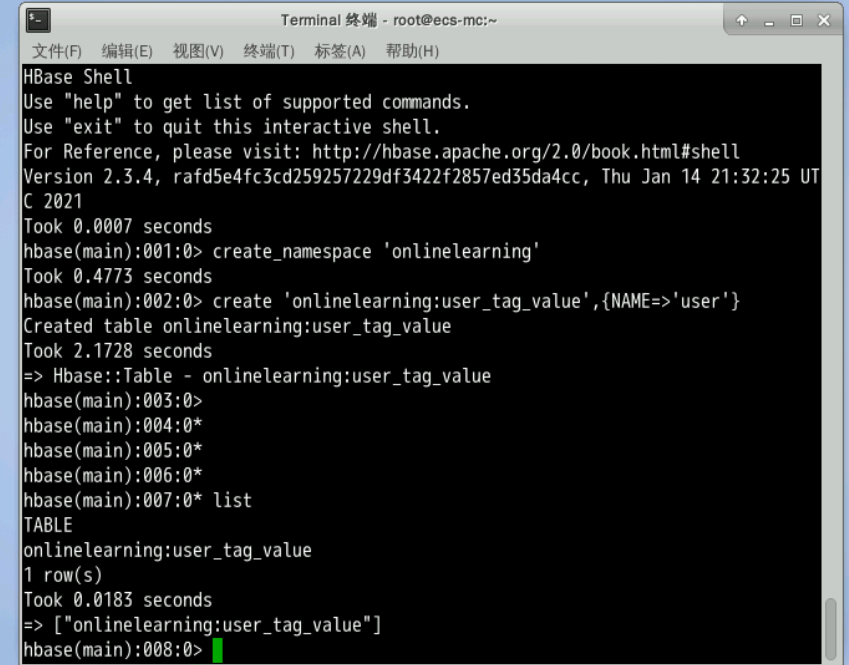 Terminal 终端 - root@ecs-mc:~
文件(F) 编辑(E) 视图(V) 终端(T) 标签(A) 帮助(H)
HBase Shell
Use "help" to get list of supported commands.
Use "exit" to quit this interactive shell.
For Reference, please visit: http://hbase.apache.org/2.0/book.html#shell
Version 2.3.4, rafd5e4fc3cd259257229df3422f2857ed35da4cc, Thu Jan 14 21:32:25 UT
C 2021
Took 0.0007 seconds
hbase(main):001:0> create_namespace 'onlinelearning'
Took 0.4773 seconds
hbase(main):002:0> create 'onlinelearning:user_tag_value',{NAME=>'user'}
Created table onlinelearning:user_tag_value
Took 2.1728 seconds
=> Hbase::Table - onlinelearning:user_tag_value
hbase(main):003:0>
hbase(main):004:0*
hbase(main):005:0*
hbase(main):006:0*
hbase(main):007:0* list
TABLE
onlinelearning:user_tag_value
1 row(s)
Took 0.0183 seconds
=> ["onlinelearning:user_tag_value"]
hbase(main):008:0>